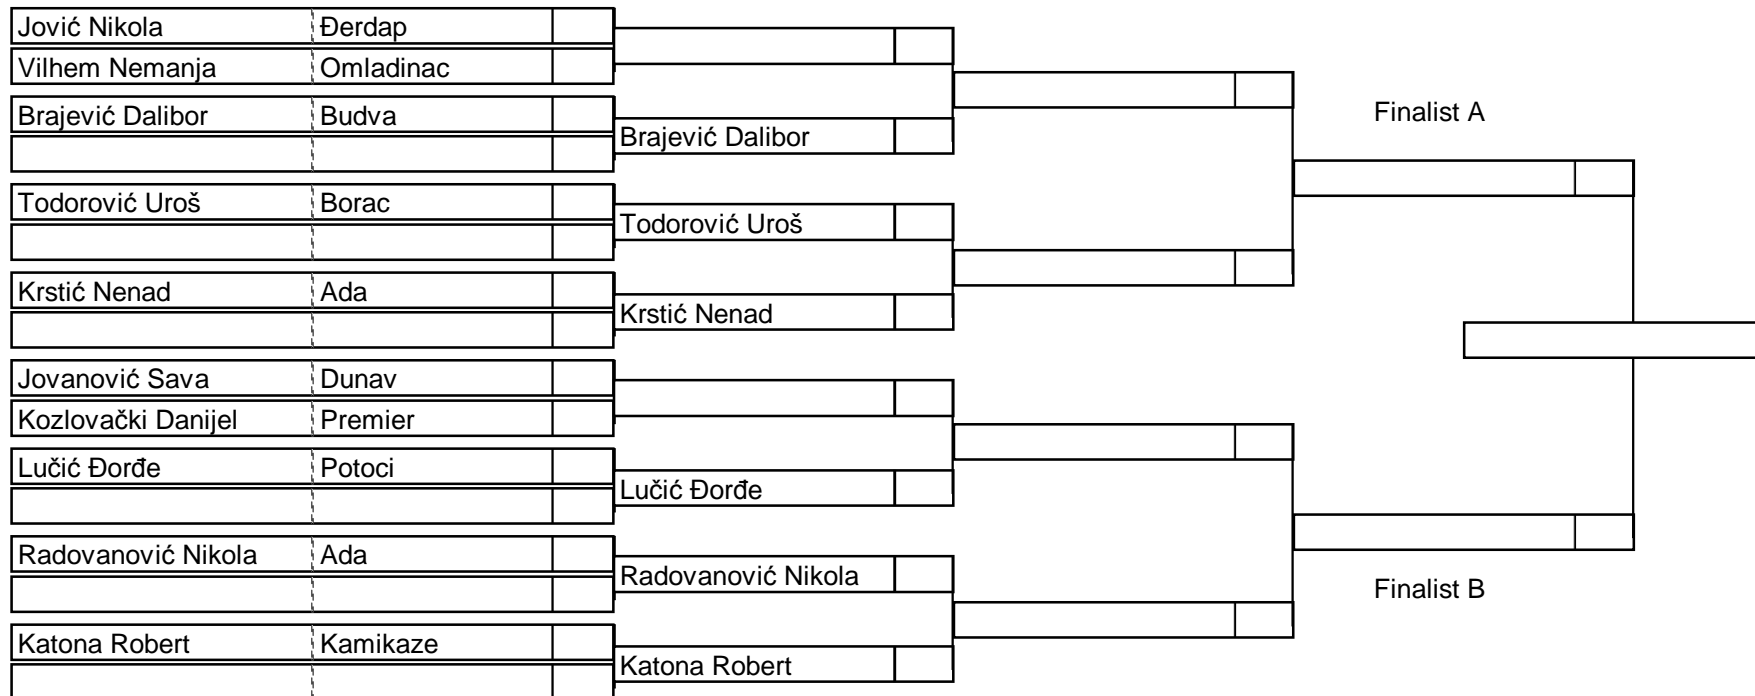 Jović Nikola Đerdap
Vilhem Nemanja Omladinac
Brajević Dalibor Budva
Brajević Dalibor
Todorović Uroš Borac
Todorović Uroš
Krstić Nenad Ada
Krstić Nenad
Jovanović Sava Dunav
Kozlovački Danijel Premier
Lučić Đorđe Potoci
Lučić Đorđe
Radovanović Nikola Ada
Radovanović Nikola
Katona Robert Kamikaze
Katona Robert
Finalist A
Finalist B